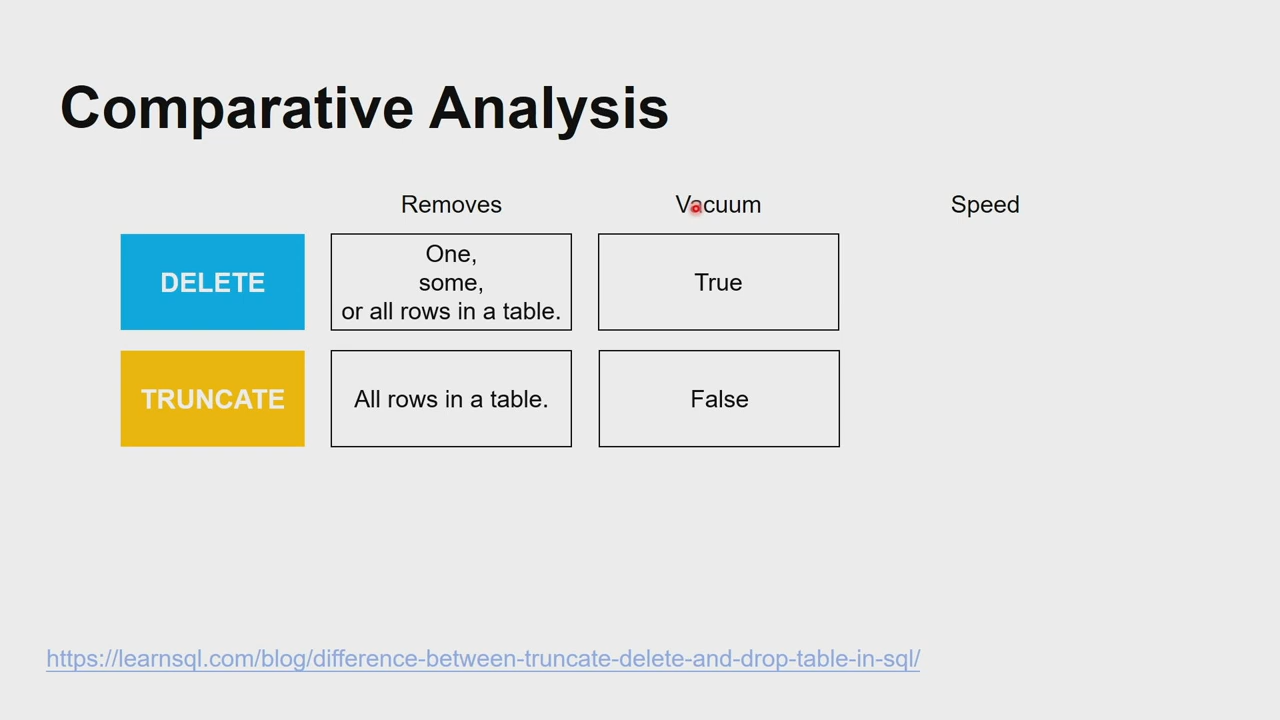 Comparative Analysis
Removes Vacuum Speed
DELETE
One,
some,
or all rows in a table.
True
TRUNCATE
All rows in a table.
False
https://learnsql.com/blog/difference-between-truncate-delete-and-drop-table-in-sql/